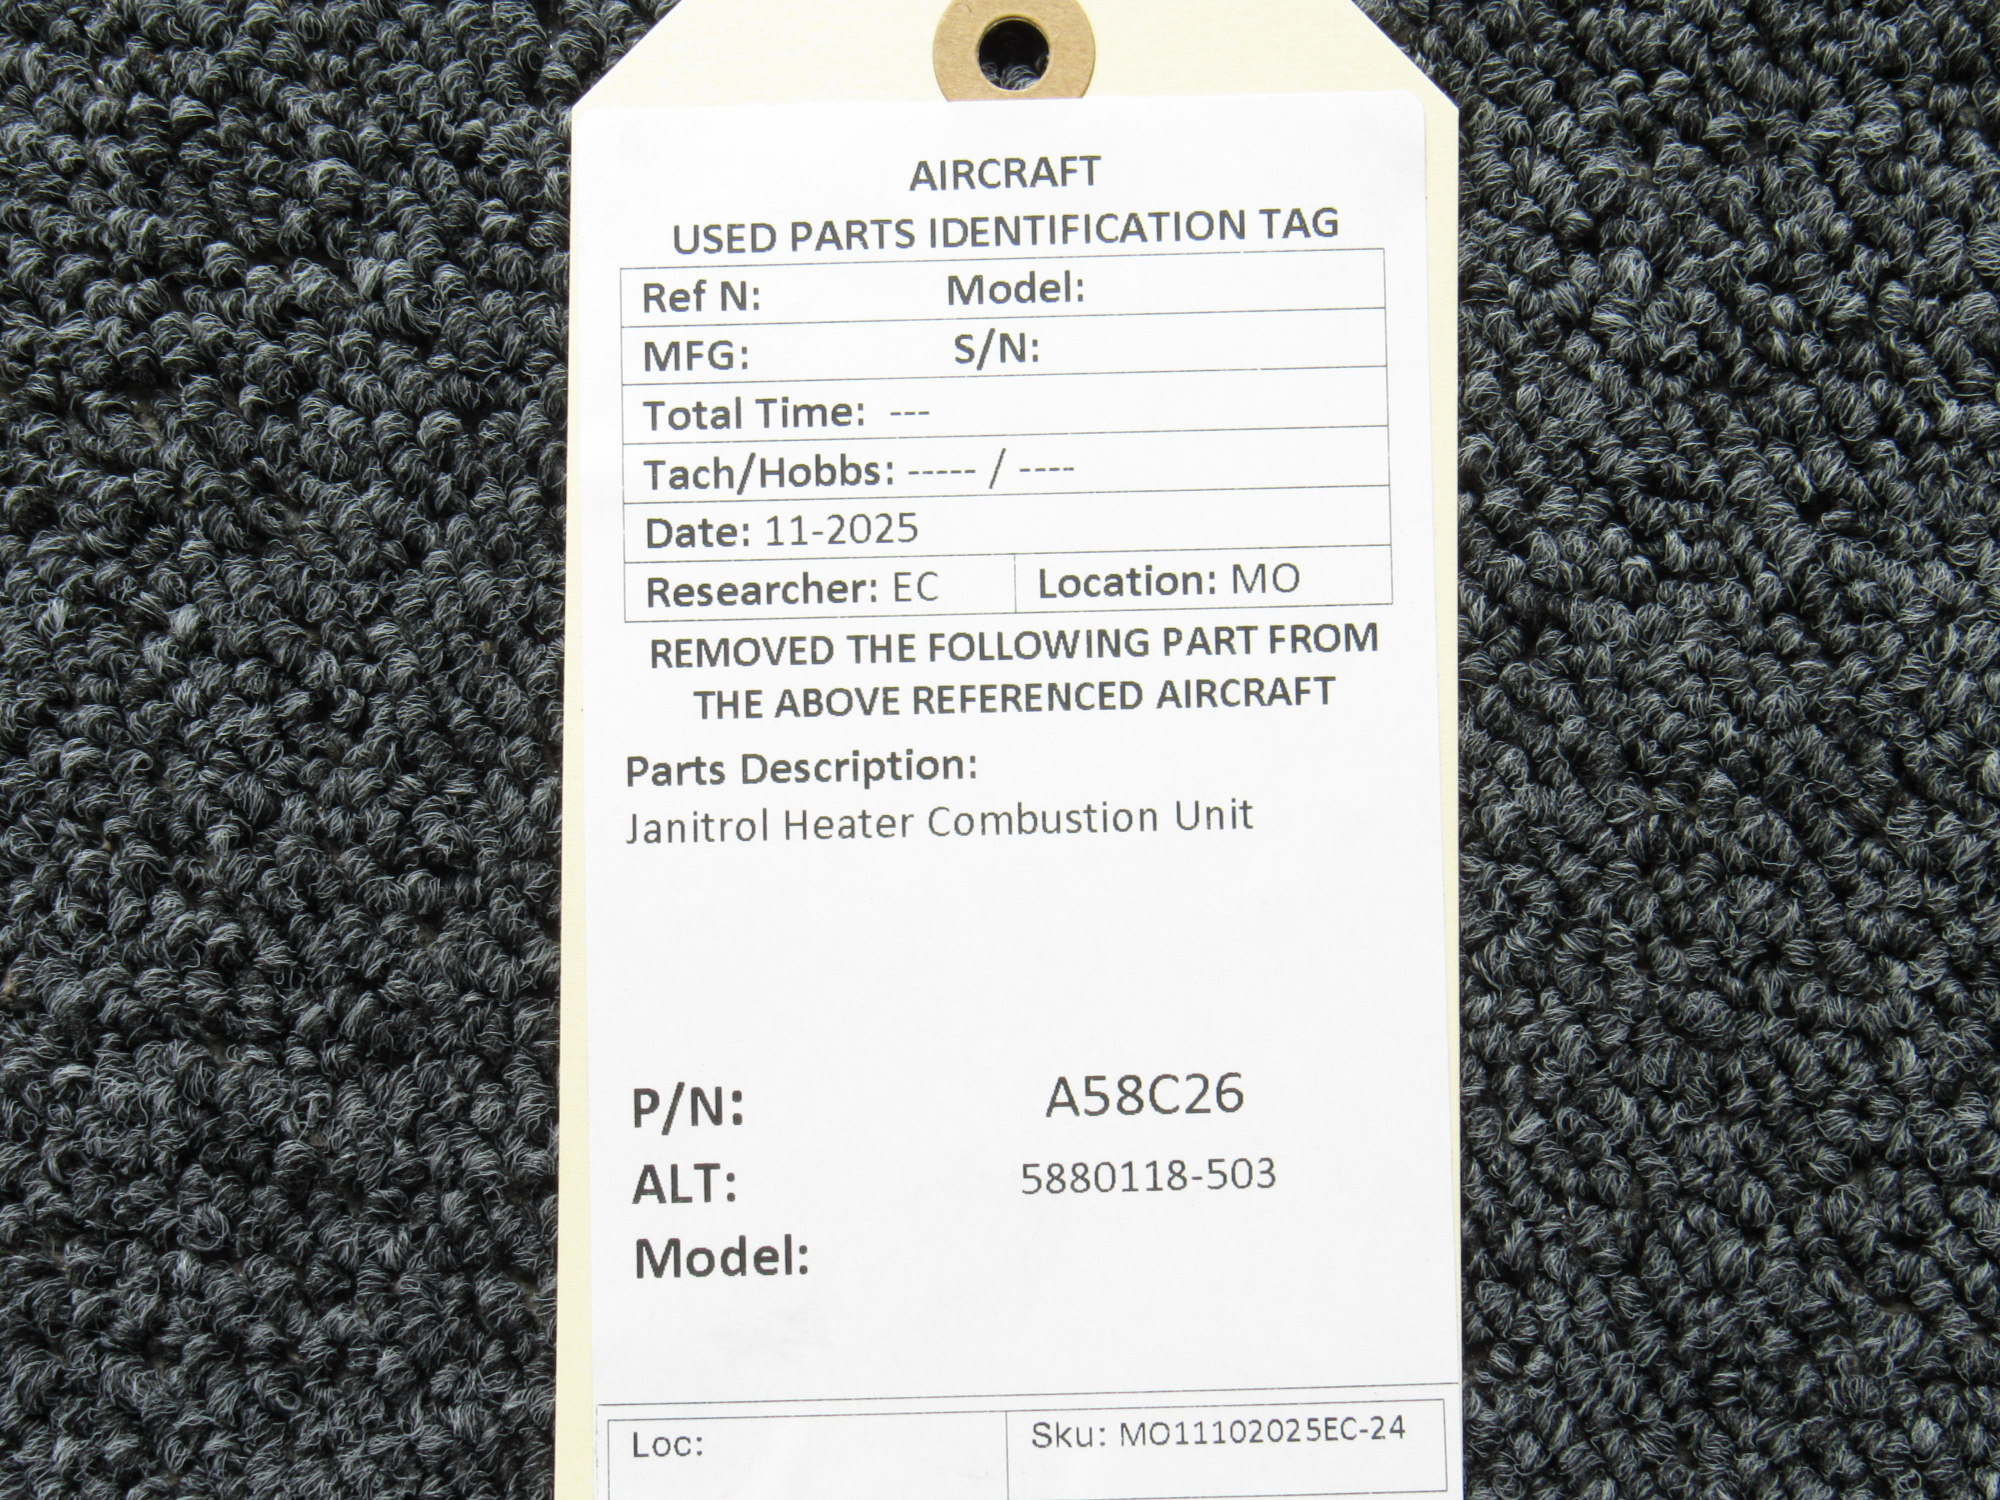 AIRCRAFT
USED PARTS IDENTIFICATION TAG
Ref N: Model:
MFG: S/N:
Total Time: ---
Tach/Hobbs: ----- / ----
Date: 11-2025
Researcher: EC Location: MO
REMOVED THE FOLLOWING PART FROM
THE ABOVE REFERENCED AIRCRAFT
Parts Description:
Janitrol Heater Combustion Unit
P/N: A58C26
ALT: 5880118-503
Model:
Loc: Sku: MO11102025EC-24